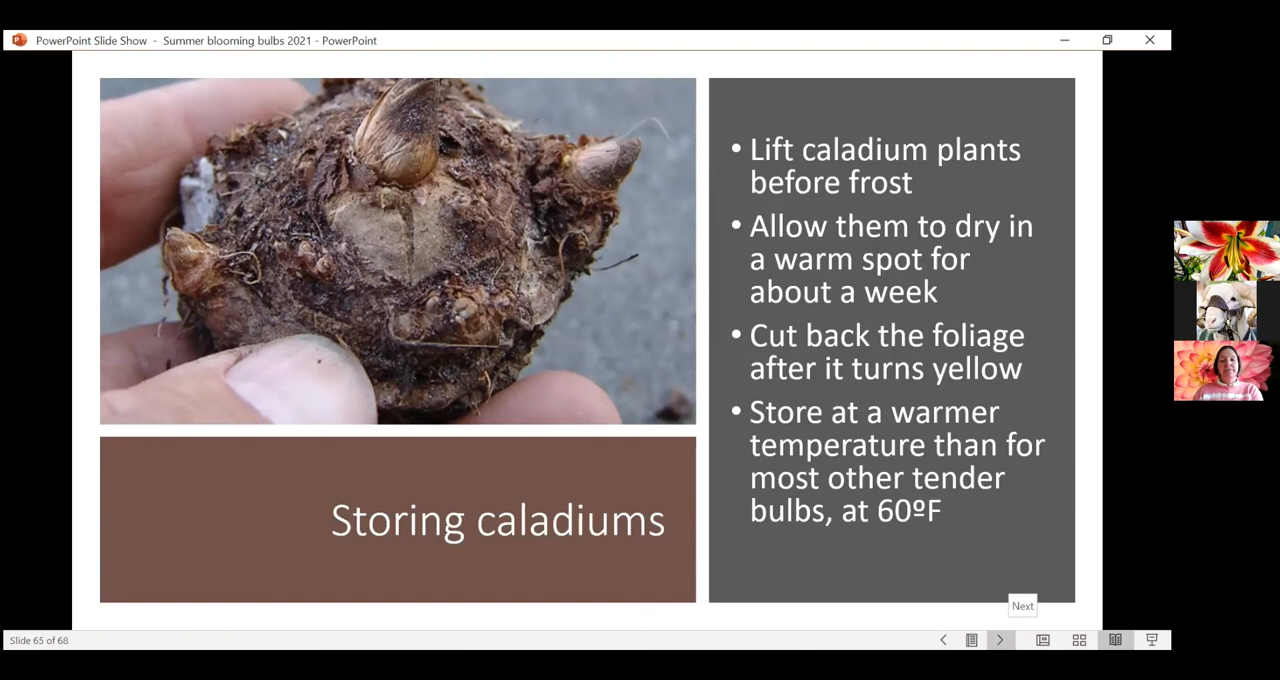 PowerPoint Slide Show - Summer blooming bulbs 2021 - PowerPoint
• Lift caladium plants
before frost
• Allow them to dry in
a warm spot for
about a week
• Cut back the foliage
after it turns yellow
• Store at a warmer
temperature than for
most other tender
bulbs, at 60ºF
Storing caladiums
Next
Slide 65 of 68